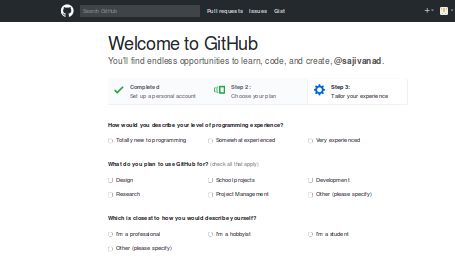 Search GitHub
Pull requests Issues Gist
Welcome to GitHub
You'll find endless opportunities to learn, code, and create, @sajivanad.
Completed
Set up a personal account
Step 2:
Choose your plan
Step 3:
Tailor your experience
How would you describe your level of programming experience?
Totally new to programming Somewhat experienced Very experienced
What do you plan to use GitHub for? (check all that apply)
Design School projects Development
Research Project Management Other (please specify)
Which is closest to how you would describe yourself?
I'm a professional I'm a hobbyist I'm a student
Other (please specify)